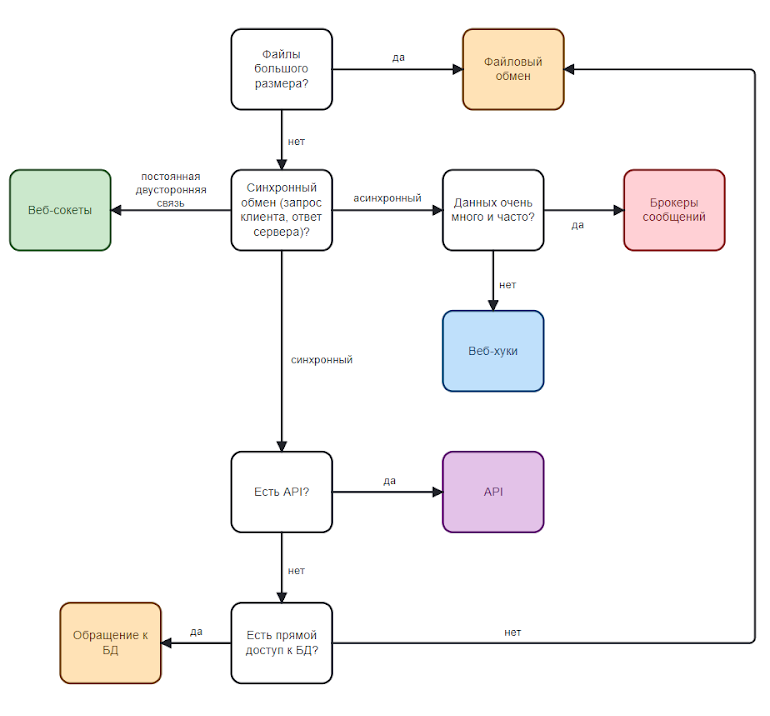 Файлы
большого
размера?
да
Файловый
обмен
нет
Веб-сокеты
постоянная
двусторонняя
связь
Синхронный
обмен (запрос
клиента, ответ
сервера)?
асинхронный
Данных очень
много и часто?
да
Брокеры
сообщений
нет
Веб-хуки
синхронный
Есть API?
да
API
нет
Обращение к
БД
да
Есть прямой
доступ к БД?
нет